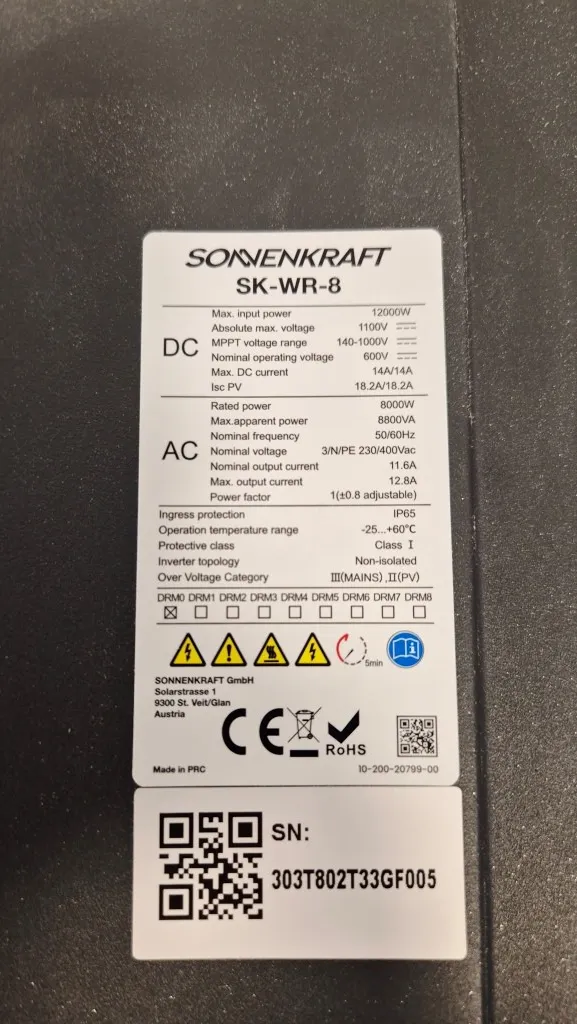 SONNENKRAFT
SK-WR-8
DC
Max. input power 12000W
Absolute max. voltage 1100V
MPPT voltage range 140-1000V
Nominal operating voltage 600V
Max. DC current 14A/14A
Isc PV 18.2A/18.2A
AC
Rated power 8000W
Max.apparent power 8800VA
Nominal frequency 50/60Hz
Nominal voltage 3/N/PE 230/400Vac
Nominal output current 11.6A
Max. output current 12.8A
Power factor 1(±0.8 adjustable)
Ingress protection IP65
Operation temperature range -25...+60℃
Protective class Class Ⅰ
Inverter topology Non-isolated
Over Voltage Category Ⅲ(MAINS) ,Ⅱ(PV)
DRM0 DRM1 DRM2 DRM3 DRM4 DRM5 DRM6 DRM7 DRM8
5min
SONNENKRAFT GmbH
Solarstrasse 1
9300 St. Veit/Glan
Austria
CE
RoHS
Made in PRC
10-200-20799-00
SN:
303T802T33GF005